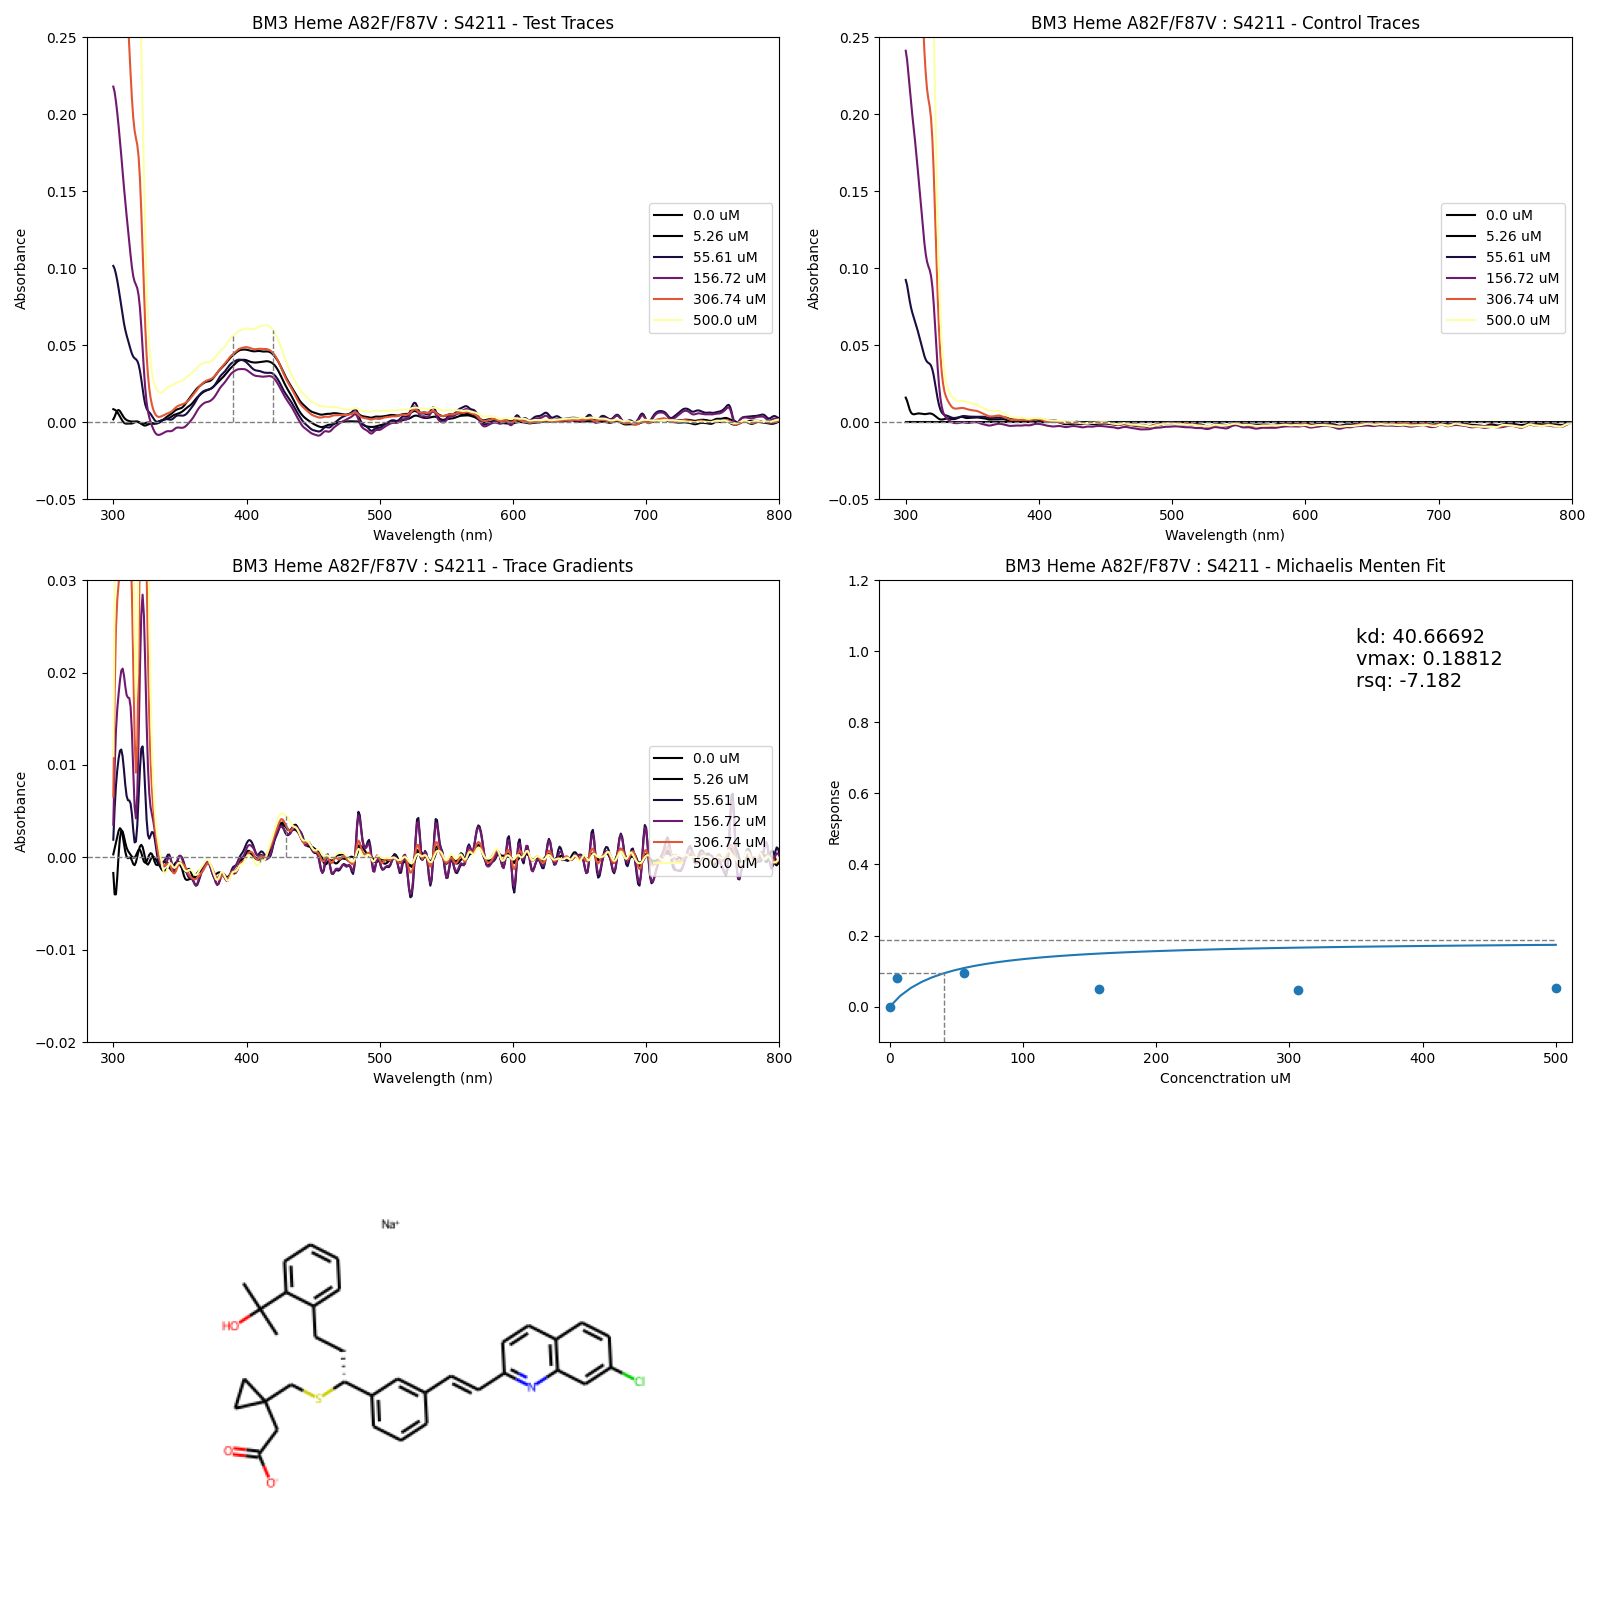 BM3 Heme A82F/F87V : S4211 - Test Traces
0.25
0.20
0.15
0.10
0.05
0.00
−0.05
Absorbance
300 400 500 600 700 800
Wavelength (nm)
0.0 uM
5.26 uM
55.61 uM
156.72 uM
306.74 uM
500.0 uM
BM3 Heme A82F/F87V : S4211 - Control Traces
0.25
0.20
0.15
0.10
0.05
0.00
−0.05
Absorbance
300 400 500 600 700 800
Wavelength (nm)
0.0 uM
5.26 uM
55.61 uM
156.72 uM
306.74 uM
500.0 uM
BM3 Heme A82F/F87V : S4211 - Trace Gradients
0.03
0.02
0.01
0.00
−0.01
−0.02
Absorbance
300 400 500 600 700 800
Wavelength (nm)
0.0 uM
5.26 uM
55.61 uM
156.72 uM
306.74 uM
500.0 uM
BM3 Heme A82F/F87V : S4211 - Michaelis Menten Fit
1.2
1.0
0.8
0.6
0.4
0.2
0.0
Response
kd: 40.66692
vmax: 0.18812
rsq: -7.182
0 100 200 300 400 500
Concenctration uM
Na+
HO
S
N
Cl
O
O-